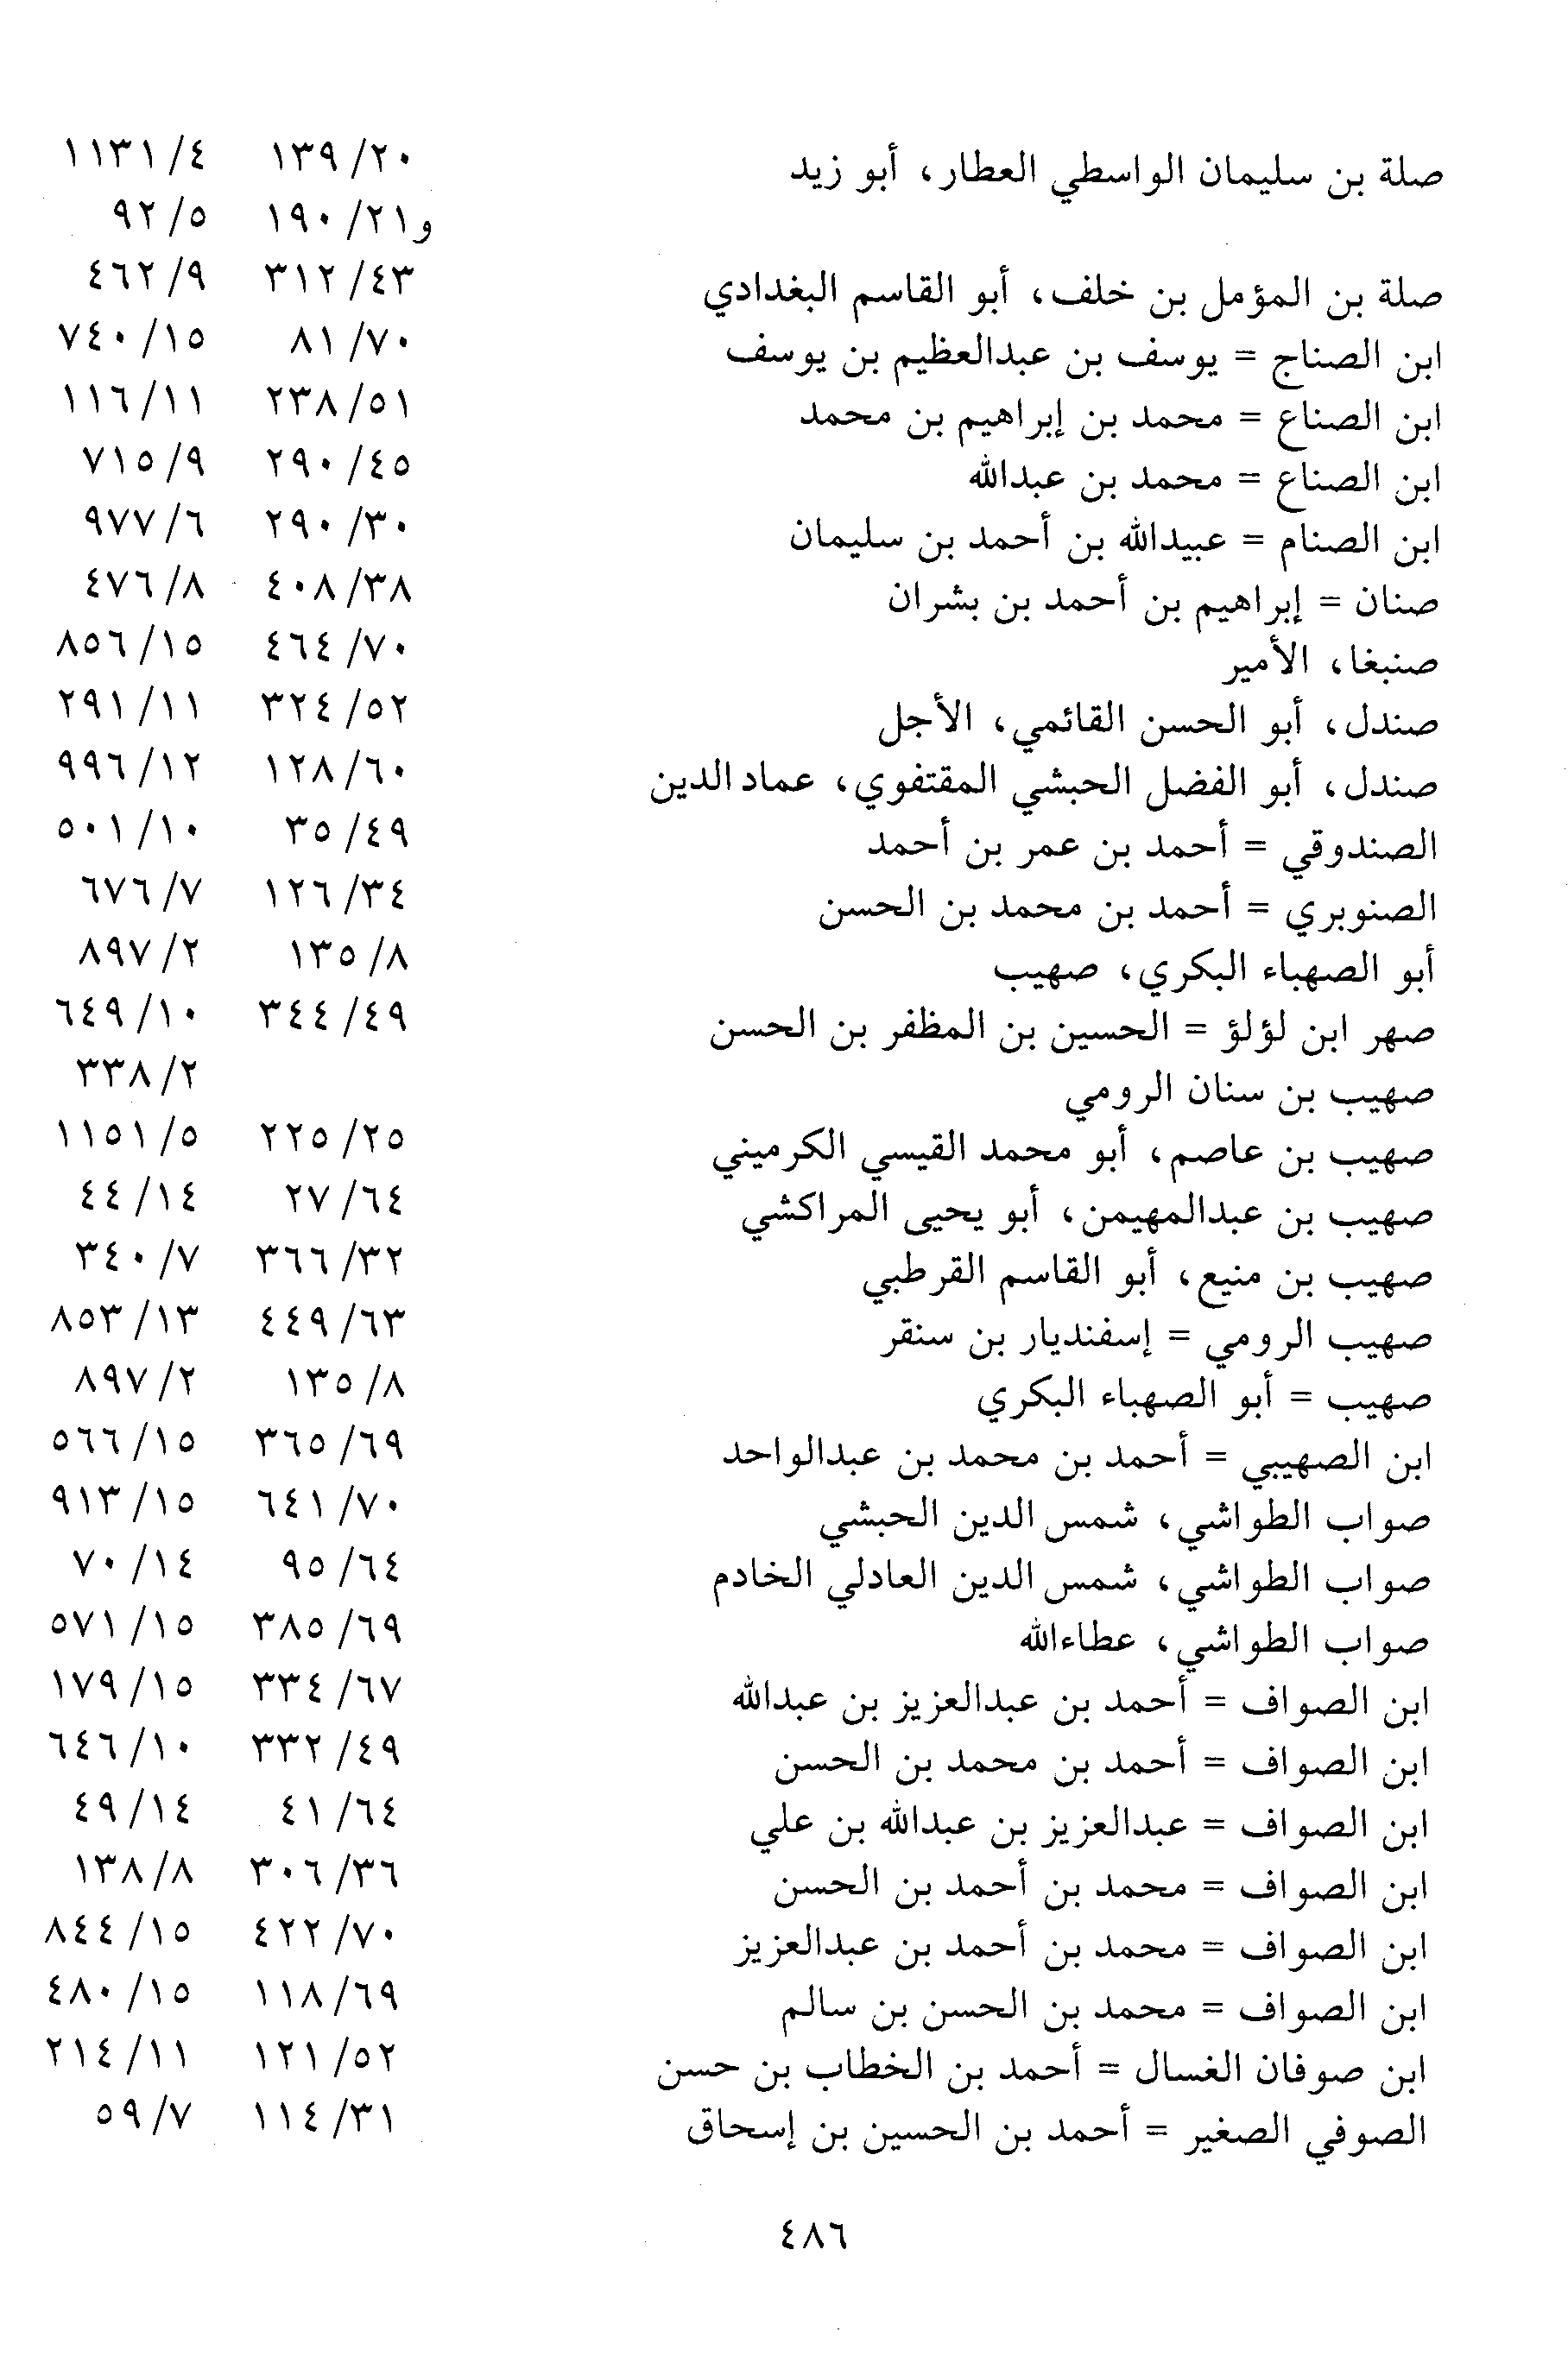 صلة بن سليمان الواسطي العطار، أبو زيد ١٣٩/٢٠ ١١٣١/٤
و١٩٠/٢١ ٩٢/٥
صلة بن المؤمل بن خلف، أبو القاسم البغدادي ٣١٢/٤٣ ٤٦٢/٩
ابن الصناج = يوسف بن عبدالعظيم بن يوسف ٨١/٧٠ ٧٤٠/١٥
ابن الصناع = محمد بن إبراهيم بن محمد ٢٣٨/٥١ ١١٦/١١
ابن الصناع = محمد بن عبدالله ٢٩٠/٤٥ ٧١٥/٩
ابن الصنام = عبيدالله بن أحمد بن سليمان ٢٩٠/٣٠ ٩٧٧/٦
صنان = إبراهيم بن أحمد بن بشران ٤٠٨/٣٨ ٤٧٦/٨
صنبغا، الأمير ٤٦٤/٧٠ ٨٥٦/١٥
صندل، أبو الحسن القائمي، الأجل ٣٢٤/٥٢ ٢٩١/١١
صندل، أبو الفضل الحبشي المقتفوي، عماد الدين ١٢٨/٦٠ ٩٩٦/١٢
الصندوقي = أحمد بن عمر بن أحمد ٣٥/٤٩ ٥٠١/١٠
الصنوبري = أحمد بن محمد بن الحسن ١٢٦/٣٤ ٦٧٦/٧
أبو الصهباء البكري، صهيب ١٣٥/٨ ٨٩٧/٢
صهر ابن لؤلؤ = الحسين بن المظفر بن الحسن ٣٤٤/٤٩ ٦٤٩/١٠
صهيب بن سنان الرومي ٣٣٨/٢
صهيب بن عاصم، أبو محمد القيسي الكرميني ٢٢٥/٢٥ ١١٥١/٥
صهيب بن عبدالمهيمن، أبو يحيى المراكشي ٢٧/٦٤ ٤٤/١٤
صهيب بن منيع، أبو القاسم القرطبي ٣٦٦/٣٢ ٣٤٠/٧
صهيب الرومي = إسفنديار بن سنقر ٤٤٩/٦٣ ٨٥٣/١٣
صهيب = أبو الصهباء البكري ١٣٥/٨ ٨٩٧/٢
ابن الصهيبي = أحمد بن محمد بن عبدالواحد ٣٦٥/٦٩ ٥٦٦/١٥
صواب الطواشي، شمس الدين الحبشي ٦٤١/٧٠ ٩١٣/١٥
صواب الطواشي، شمس الدين العادلي الخادم ٩٥/٦٤ ٧٠/١٤
صواب الطواشي، عطاءالله ٣٨٥/٦٩ ٥٧١/١٥
ابن الصواف = أحمد بن عبدالعزيز بن عبدالله ٣٣٤/٦٧ ١٧٩/١٥
ابن الصواف = أحمد بن محمد بن الحسن ٣٣٢/٤٩ ٦٤٦/١٠
ابن الصواف = عبدالعزيز بن عبدالله بن علي ٤١/٦٤ ٤٩/١٤
ابن الصواف = محمد بن أحمد بن الحسن ٣٠٦/٣٦ ١٣٨/٨
ابن الصواف = محمد بن أحمد بن عبدالعزيز ٤٢٢/٧٠ ٨٤٤/١٥
ابن الصواف = محمد بن الحسن بن سالم ١١٨/٦٩ ٤٨٠/١٥
ابن صوفان الغسال = أحمد بن الخطاب بن حسن ١٢١/٥٢ ٢١٤/١١
الصوفي الصغير = أحمد بن الحسين بن إسحاق ١١٤/٣١ ٥٩/٧
٤٨٦